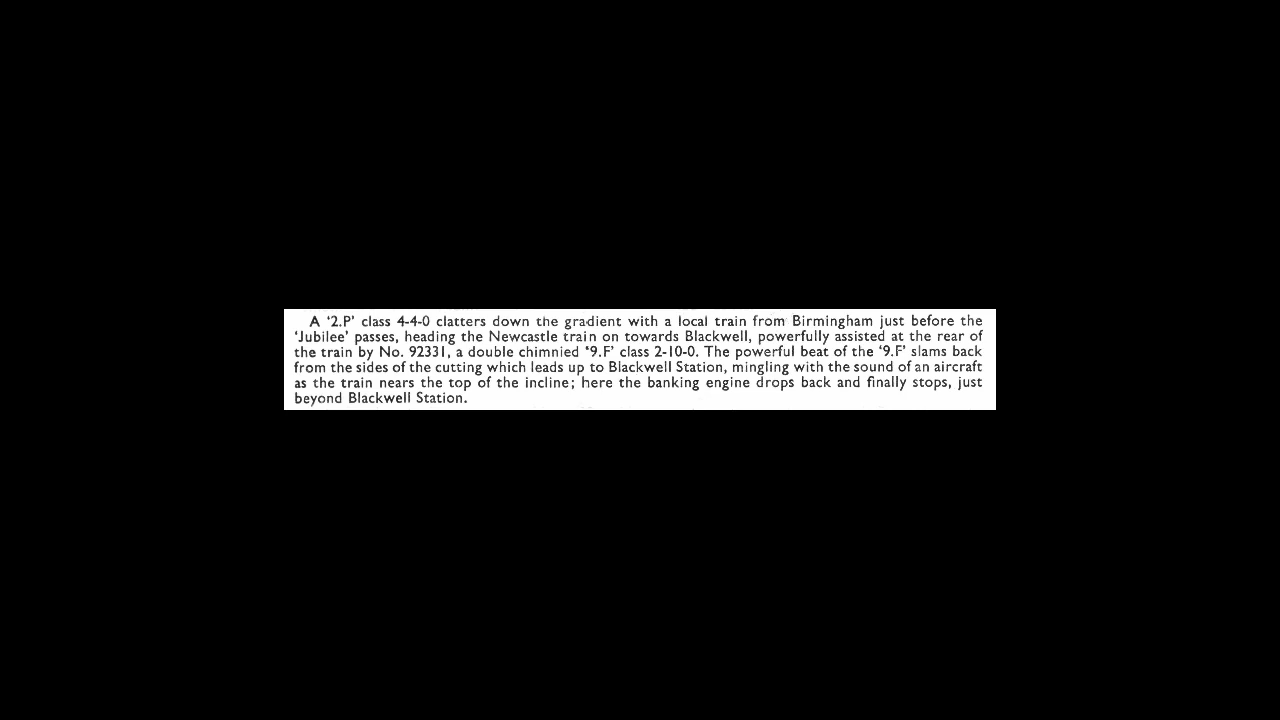 A ‘2.P’ class 4-4-0 clatters down the gradient with a local train from Birmingham just before the
‘Jubilee’ passes, heading the Newcastle train on towards Blackwell, powerfully assisted at the rear of
the train by No. 92331, a double chimnied ‘9.F’ class 2-10-0. The powerful beat of the ‘9.F’ slams back
from the sides of the cutting which leads up to Blackwell Station, mingling with the sound of an aircraft
as the train nears the top of the incline; here the banking engine drops back and finally stops, just
beyond Blackwell Station.